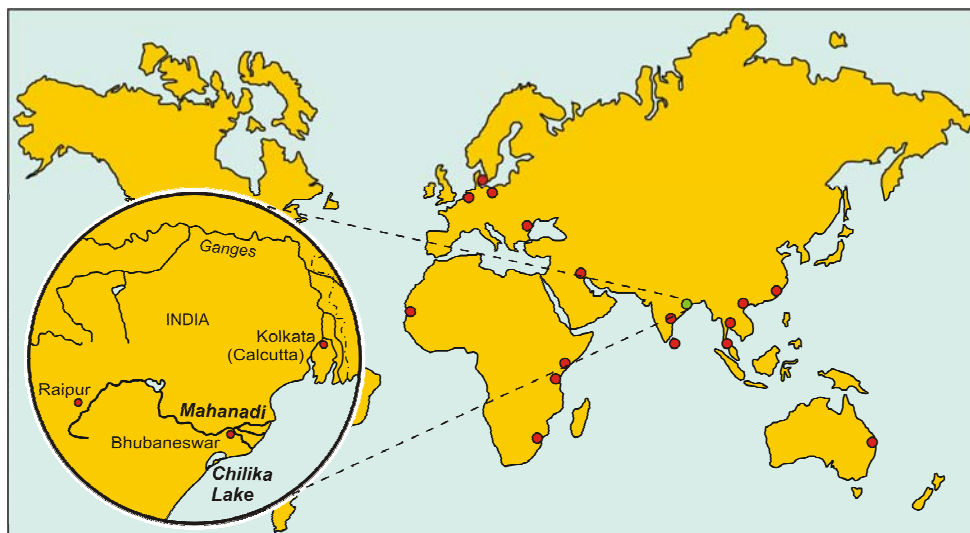 Ganges
INDIA
Kolkata
(Calcutta)
Raipur
Mahanadi
Bhubaneswar
Chilika
Lake